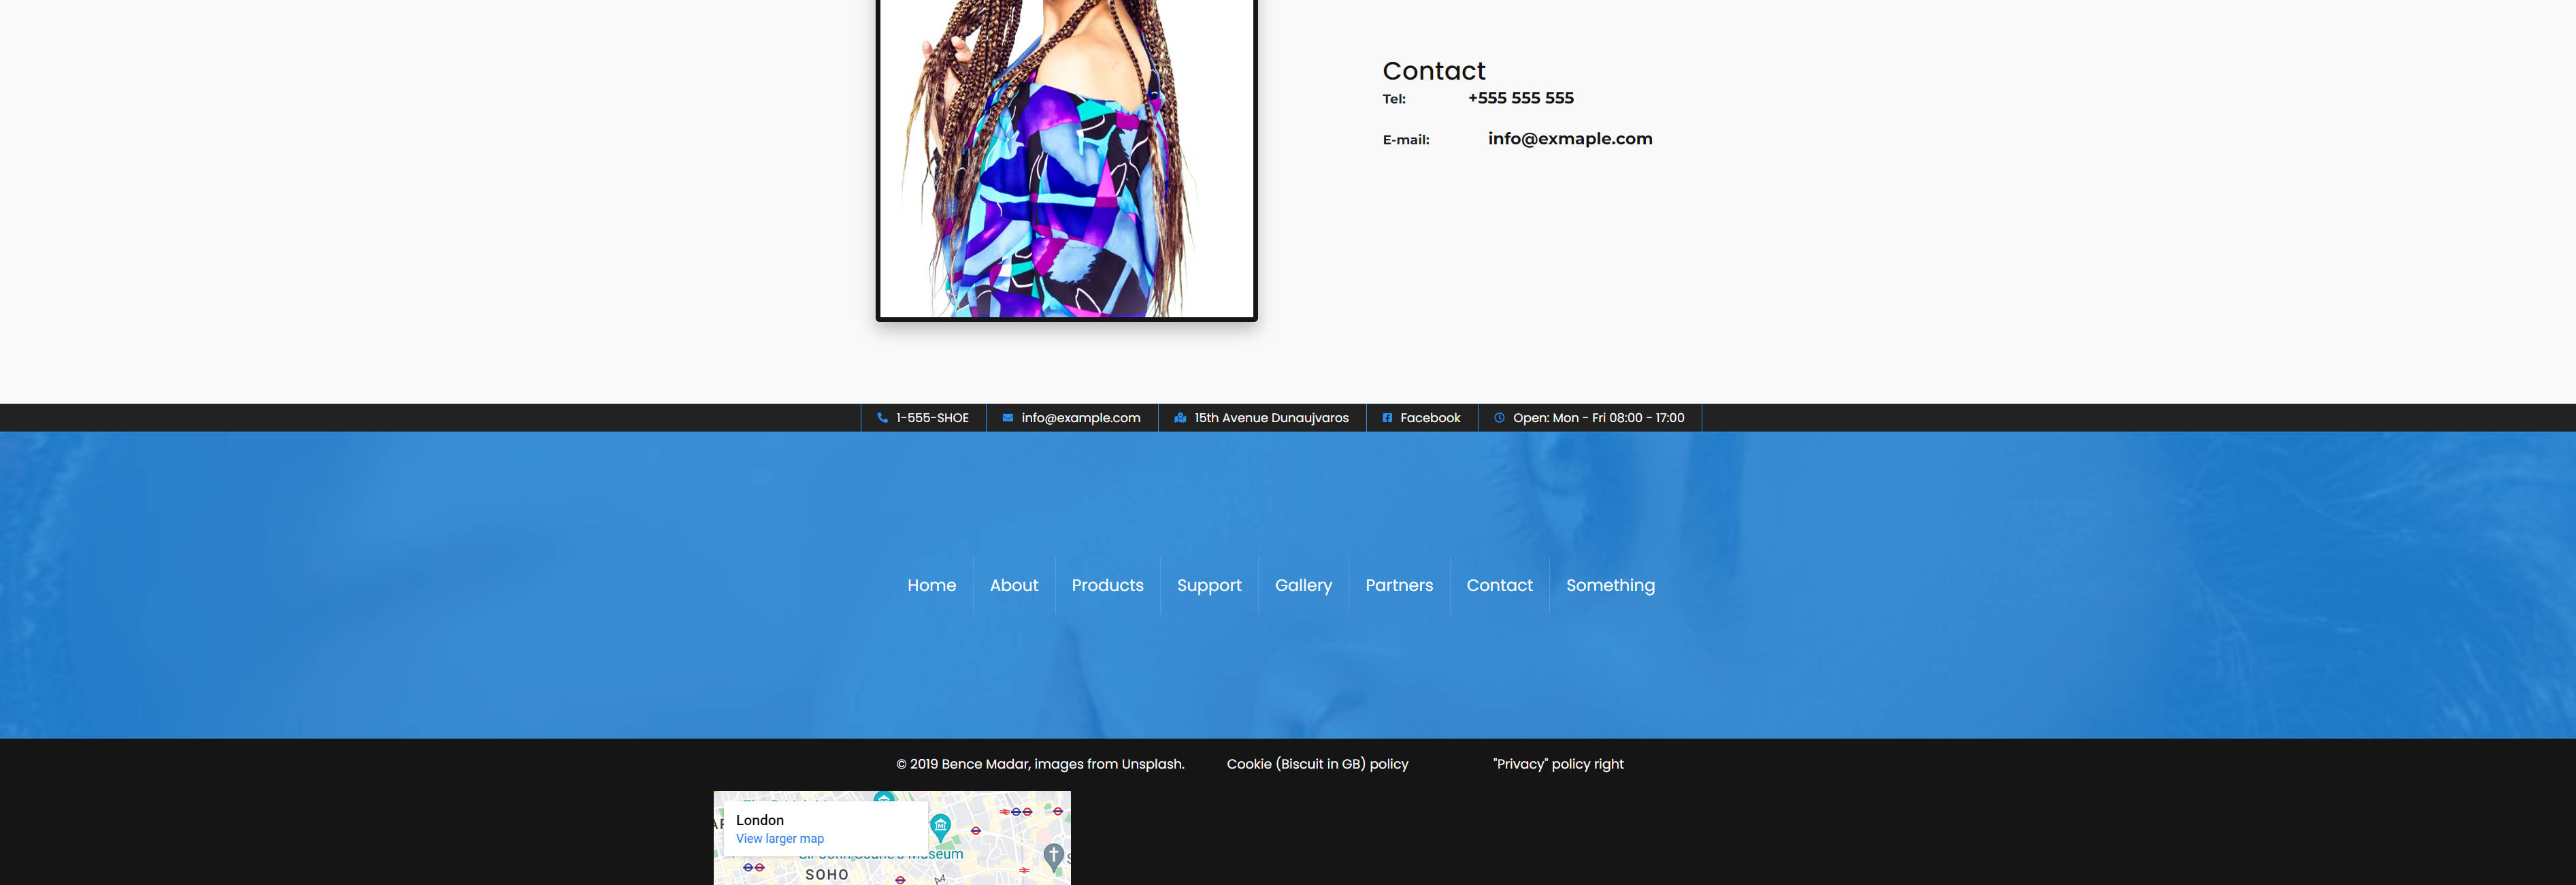 Contact
Tel: +555 555 555
E-mail: info@exmaple.com
1-555-SHOE info@example.com 15th Avenue Dunaujvaros Facebook Open: Mon - Fri 08:00 - 17:00
Home About Products Support Gallery Partners Contact Something
© 2019 Bence Madar, images from Unsplash. Cookie (Biscuit in GB) policy "Privacy" policy right
London
View larger map
Museum
SOHO